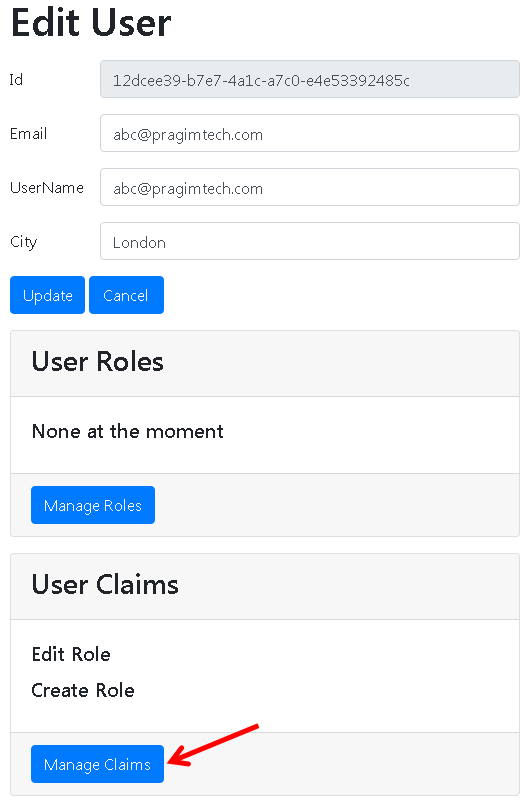 Edit User
Id 12dcee39-b7e7-4a1c-a7c0-e4e53392485c
Email abc@pragimtech.com
UserName abc@pragimtech.com
City London
Update Cancel
User Roles
None at the moment
Manage Roles
User Claims
Edit Role
Create Role
Manage Claims